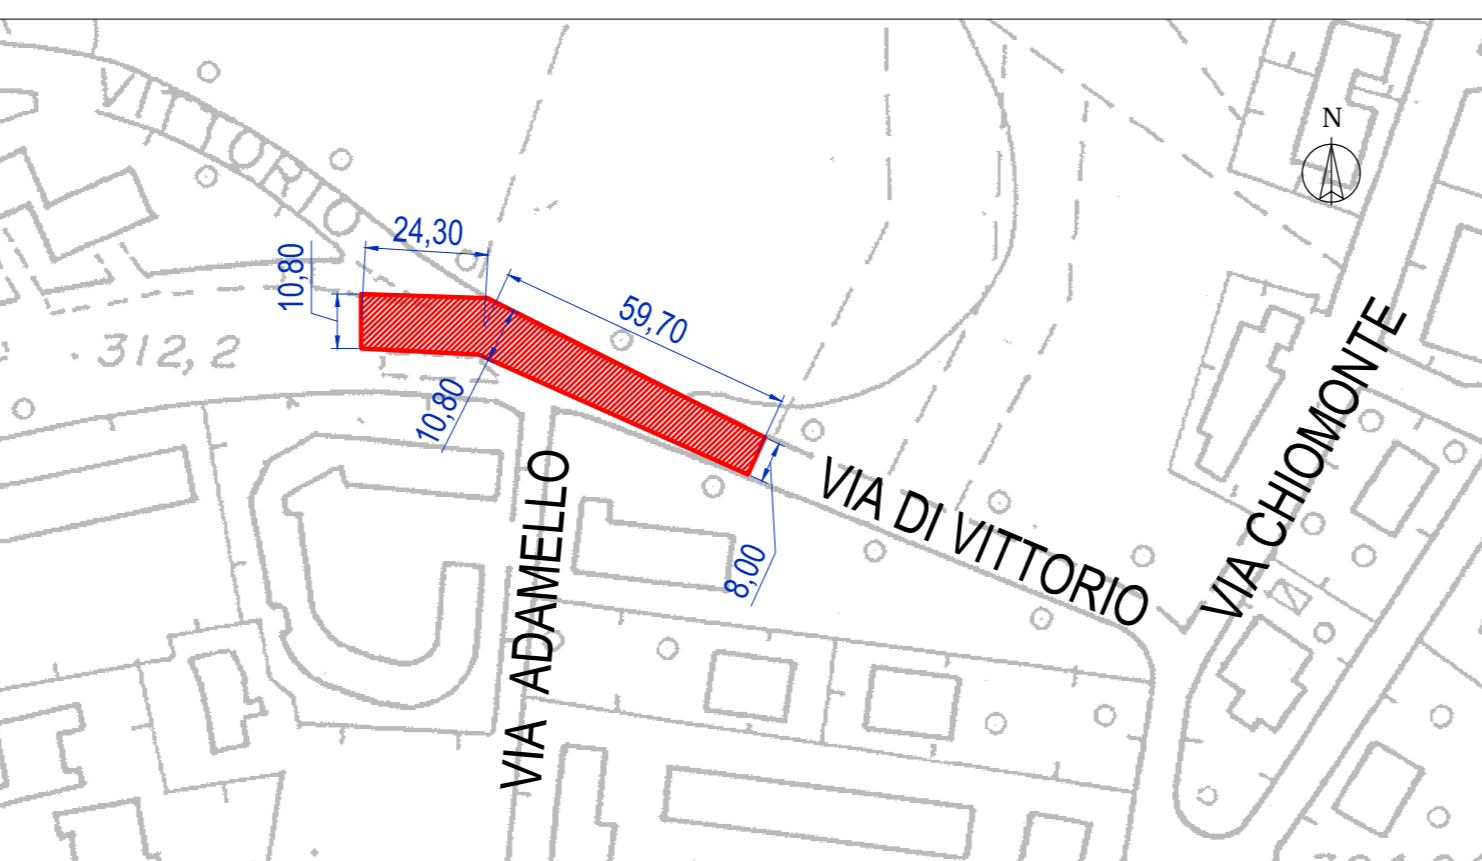 VITTORIO
N
24,30
10,80
59,70
312,2
10,80
8,00
VIA DI VITTORIO
VIA CHIOMONTE
VIA ADAMELLO